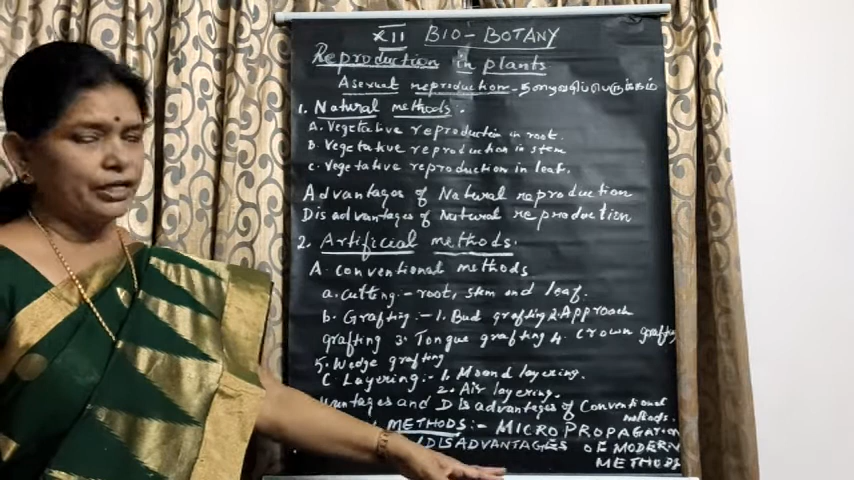 XII BIO-BOTANY
Reproduction in plants
Asexual reproduction-
1. Natural methods:-
A. Vegetative reproduction in root.
B. Vegetative reproduction in stem
C. Vegetative reproduction in leaf.
Advantages of Natural reproduction
Disadvantages of Natural reproduction.
2. Artificial methods
A. Conventional methods
a. Cutting:- root, stem and leaf.
b. Grafting:- 1. Bud grafting 2. Approach
grafting 3. Tongue grafting 4. Crown grafting
5. Wedge grafting
c. Layering:- 1. Mound layering.
2. Air layering.
and Disadvantages of Conventional
methods.
METHODS:- MICROPROPAGATION
DISADVANTAGES OF MODERN
METHODS